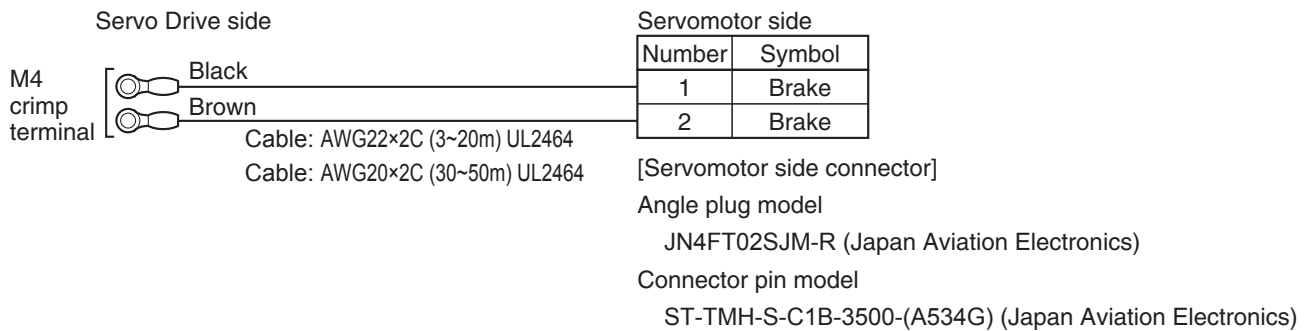 Servo Drive side
M4
crimp
terminal
Black
Brown
Cable: AWG22×2C (3~20m) UL2464
Cable: AWG20×2C (30~50m) UL2464
Servomotor side
Number Symbol
1 Brake
2 Brake
[Servomotor side connector]
Angle plug model
JN4FT02SJM-R (Japan Aviation Electronics)
Connector pin model
ST-TMH-S-C1B-3500-(A534G) (Japan Aviation Electronics)